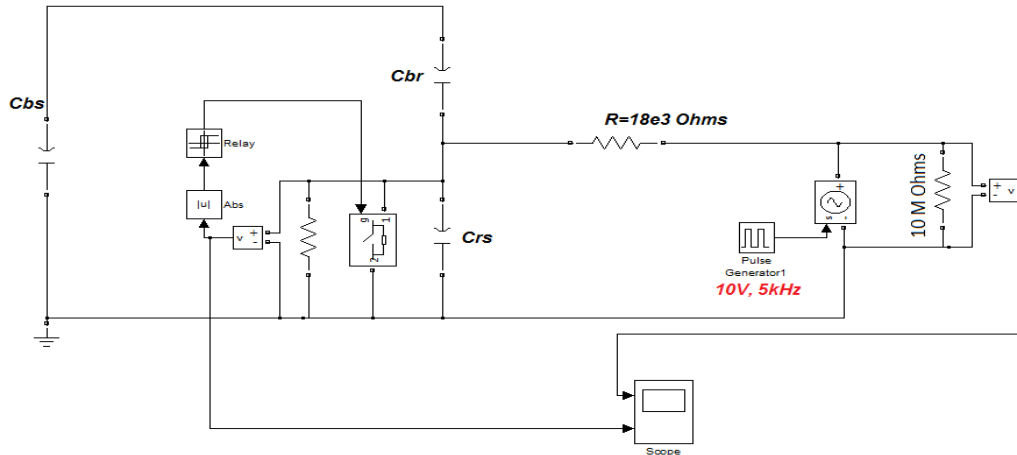 Cbr
Cbs
R=18e3 Ohms
Relay
|u|
Abs
v
+
-
g
1
2
Crs
+
s
-
10 M Ohms
+
-
v
Pulse
Generator1
10V, 5kHz
Scope